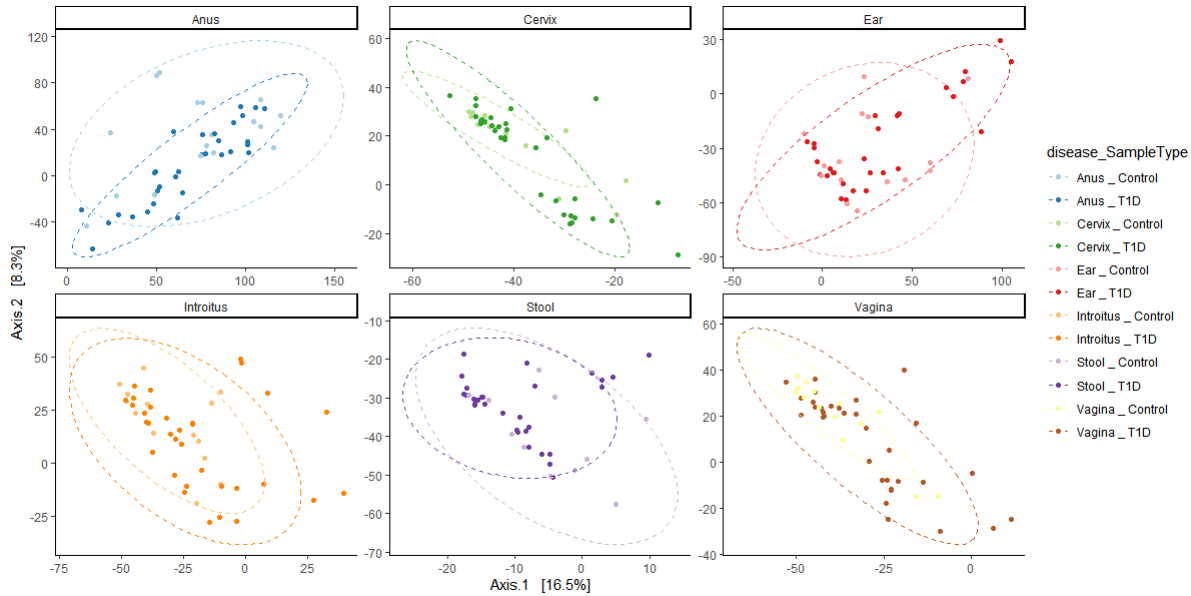 Anus
Cervix
Ear
120
80
40
0
-40
0
50
100
150
60
40
20
0
-20
-60
-40
-20
30
0
-30
-60
-90
-50
0
50
100
Axis.2 [8.3%]
Introitus
Stool
Vagina
50
25
0
-25
-75
-50
-25
0
25
-10
-20
-30
-40
-50
-60
-70
-20
-10
0
10
60
40
20
0
-20
-40
-50
-25
0
Axis.1 [16.5%]
disease_SampleType
Anus _ Control
Anus _ T1D
Cervix _ Control
Cervix _ T1D
Ear _ Control
Ear _ T1D
Introitus _ Control
Introitus _ T1D
Stool _ Control
Stool _ T1D
Vagina _ Control
Vagina _ T1D